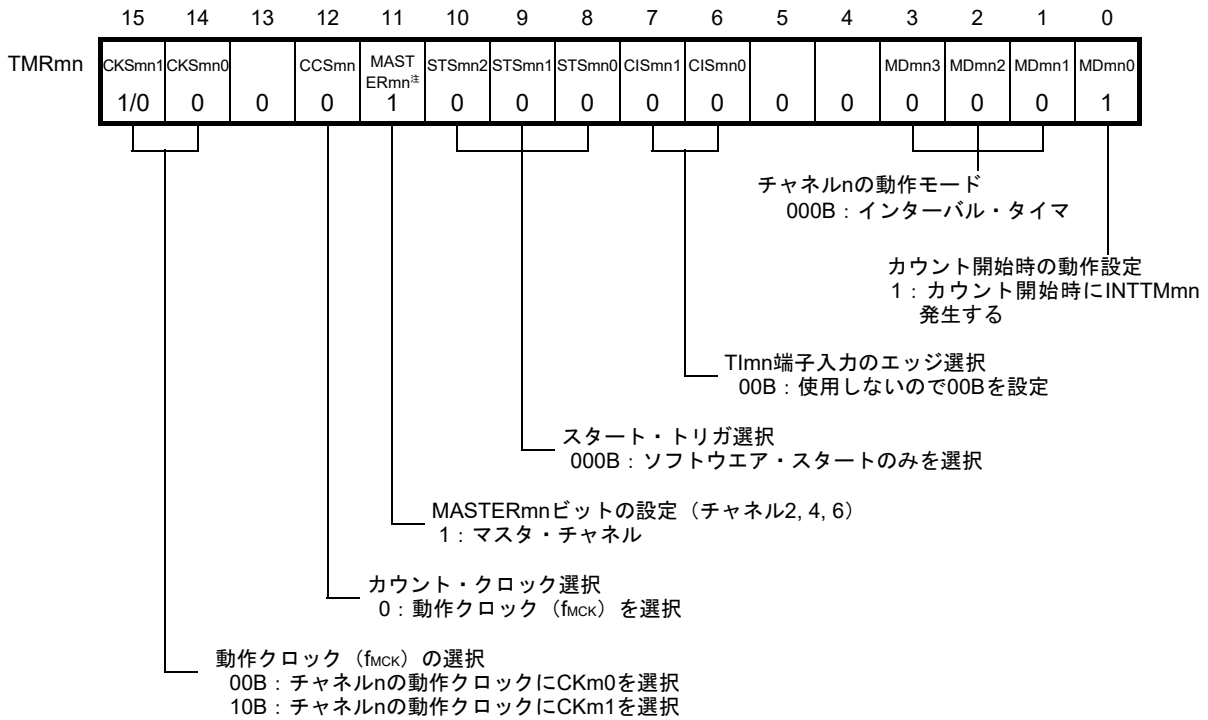 15 14 13 12 11 10 9 8 7 6 5 4 3 2 1 0
TMRmn CKSmn1 CKSmn0 CCSmn MAST STSmn2 STSmn1 STSmn0 CISmn1 CISmn0 MDmn3 MDmn2 MDmn1 MDmn0
ERmn注
1/0 0 0 0 1 0 0 0 0 0 0 0 0 0 0 1
チャネルnの動作モード
000B：インターバル・タイマ
カウント開始時の動作設定
1：カウント開始時にINTTMmn
発生する
TImn端子入力のエッジ選択
00B：使用しないので00Bを設定
スタート・トリガ選択
000B：ソフトウエア・スタートのみを選択
MASTERmnビットの設定（チャネル2, 4, 6）
1：マスタ・チャネル
カウント・クロック選択
0：動作クロック（fMCK）を選択
動作クロック（fMCK）の選択
00B：チャネルnの動作クロックにCKm0を選択
10B：チャネルnの動作クロックにCKm1を選択